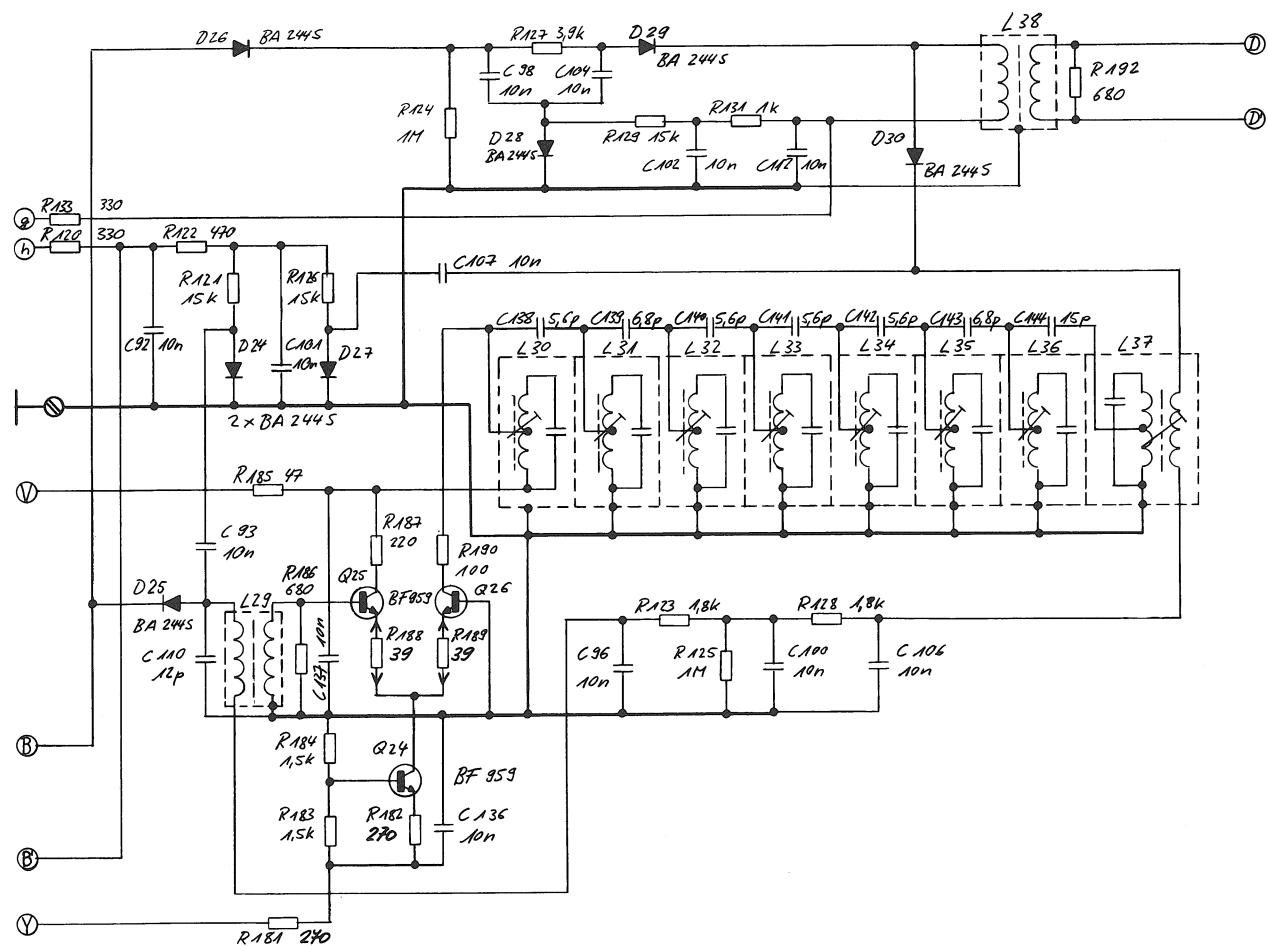 D26 BA 244S
R127 3,9k
D29
BA 244S
L38
D
C98
10n
C104
10n
R192
680
R124
1M
R131 1k
D28
BA 244S
R129 15k
C102 10n
C112 10n
D30
BA 244S
D'
g R133 330
h R120 330
R122 470
R121
15k
R126
15k
C107 10n
C92 10n
D24
C101
10n
D27
2 x BA 244S
C138 5,6p
C139 6,8p
C140 5,6p
C141 5,6p
C142 5,6p
C143 6,8p
C144 15p
L30
L31
L32
L33
L34
L35
L36
L37
V
R185 47
C93
10n
R187
220
R190
100
D25
BA 244S
L29
R186
680
Q25
BF959
Q26
C110
12p
C137 10n
R188
39
R189
39
R123 1,8k
R128 1,8k
C96
10n
R125
1M
C100
10n
C106
10n
B
R184
1,5k
Q24
BF 959
R183
1,5k
R182
270
C136
10n
B'
Y
R181 270